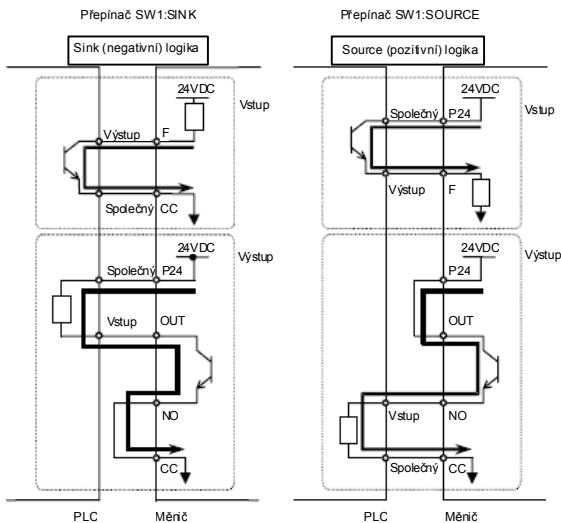 Přepínač SW1:SINK
Přepínač SW1:SOURCE
Sink (negativní) logika
Source (pozitivní) logika
24VDC
Vstup
Výstup
F
Společný
CC
24VDC
Vstup
Společný
P24
Výstup
F
24VDC
Výstup
Společný
P24
Vstup
OUT
NO
CC
24VDC
Výstup
P24
OUT
Vstup
NO
Společný
CC
PLC
Měnič
PLC
Měnič